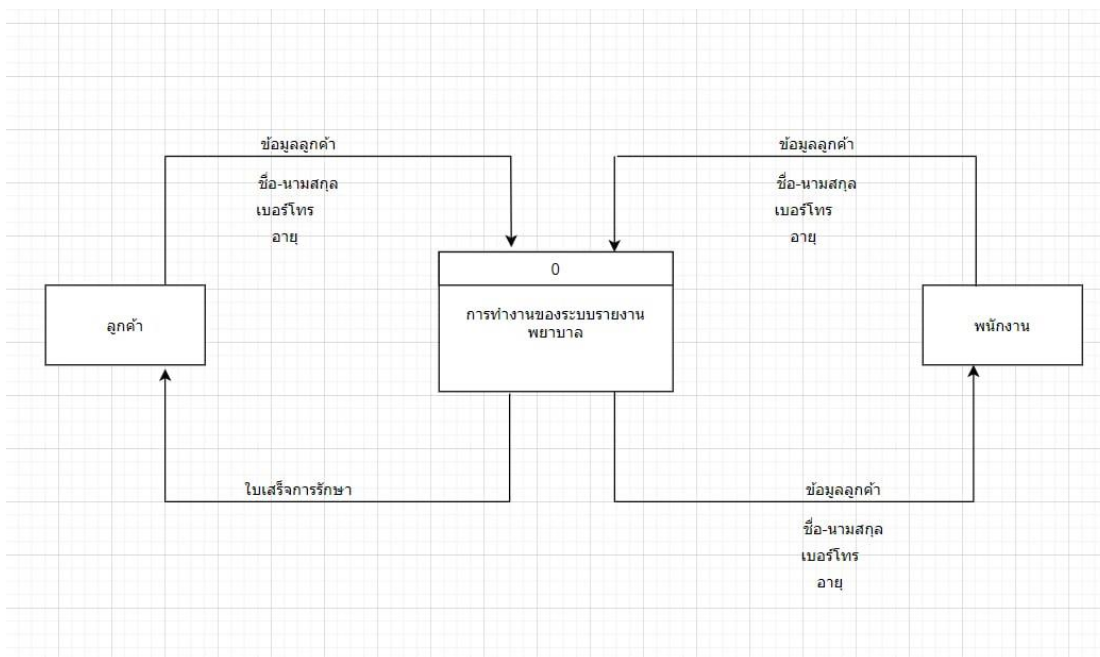 ข้อมูลลูกค้า
ชื่อ-นามสกุล
เบอร์โทร
อายุ
ข้อมูลลูกค้า
ชื่อ-นามสกุล
เบอร์โทร
อายุ
0
การทำงานของระบบรายงาน
พยาบาล
ลูกค้า
พนักงาน
ใบเสร็จการรักษา
ข้อมูลลูกค้า
ชื่อ-นามสกุล
เบอร์โทร
อายุ